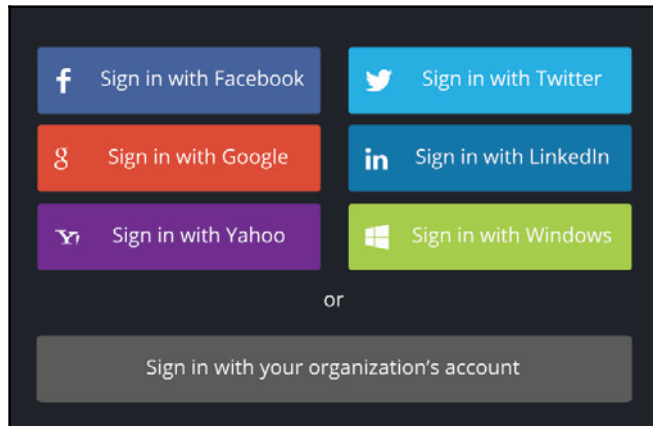 Sign in with Facebook
Sign in with Twitter
Sign in with Google
Sign in with LinkedIn
Sign in with Yahoo
Sign in with Windows
or
Sign in with your organization's account